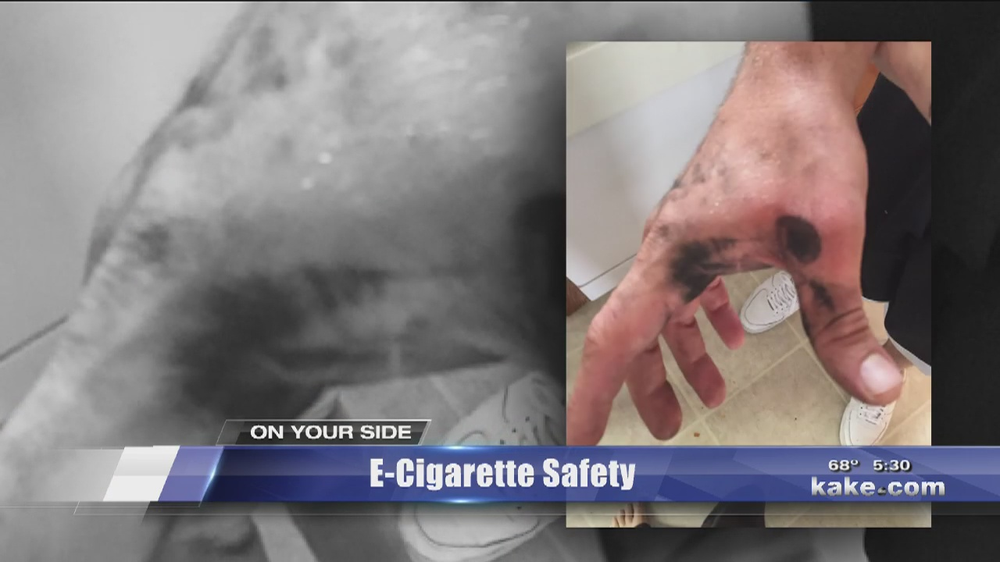 ON YOUR SIDE
E-Cigarette Safety
68° 5:30
kake.com